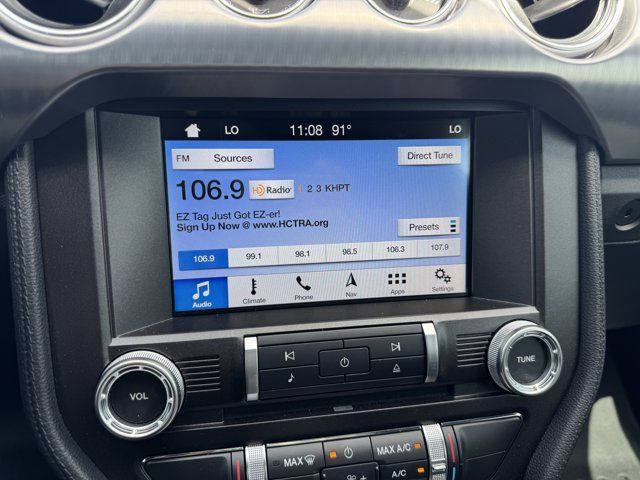 LO 11:08 91° LO
FM Sources Direct Tune
106.9 HD Radio 1 2 3 KHPT
EZ Tag Just Got EZ-er!
Sign Up Now @ www.HCTRA.org
Presets
106.9 99.1 98.1 98.5 106.3 107.9
Audio Climate Phone Nav Apps Settings
VOL
TUNE
MAX MAX A/C
A/C